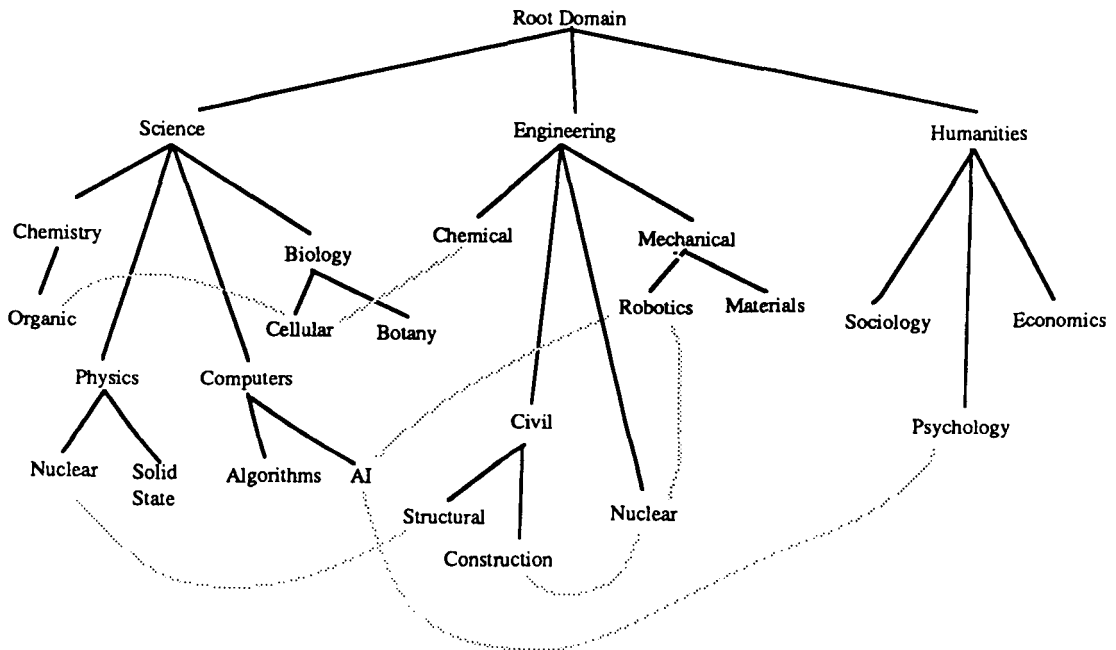 Root Domain
Science
Engineering
Humanities
Chemistry
Biology
Chemical
Mechanical
Organic
Cellular
Botany
Robotics
Materials
Sociology
Economics
Physics
Computers
Civil
Psychology
Nuclear
Solid
State
Algorithms
AI
Structural
Nuclear
Construction